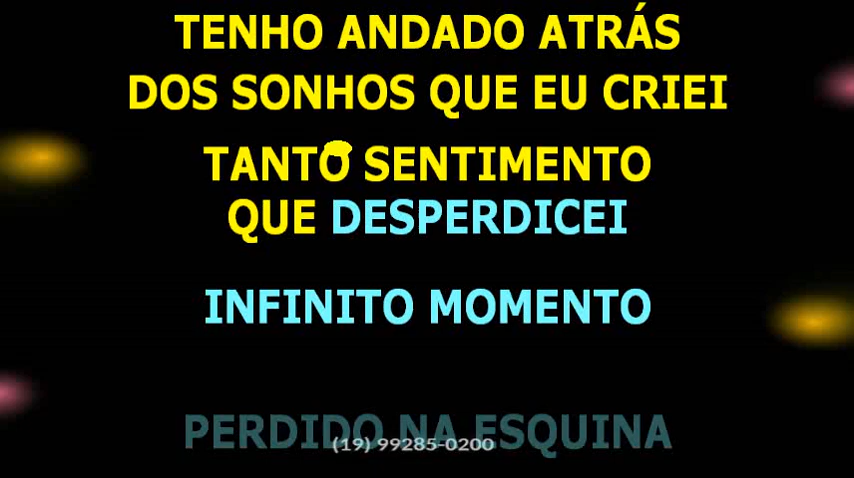 TENHO ANDADO ATRÁS
DOS SONHOS QUE EU CRIEI
TANTO SENTIMENTO
QUE DESPERDICEI
INFINITO MOMENTO
PERDIDO NA ESQUINA
(19) 99285-0200